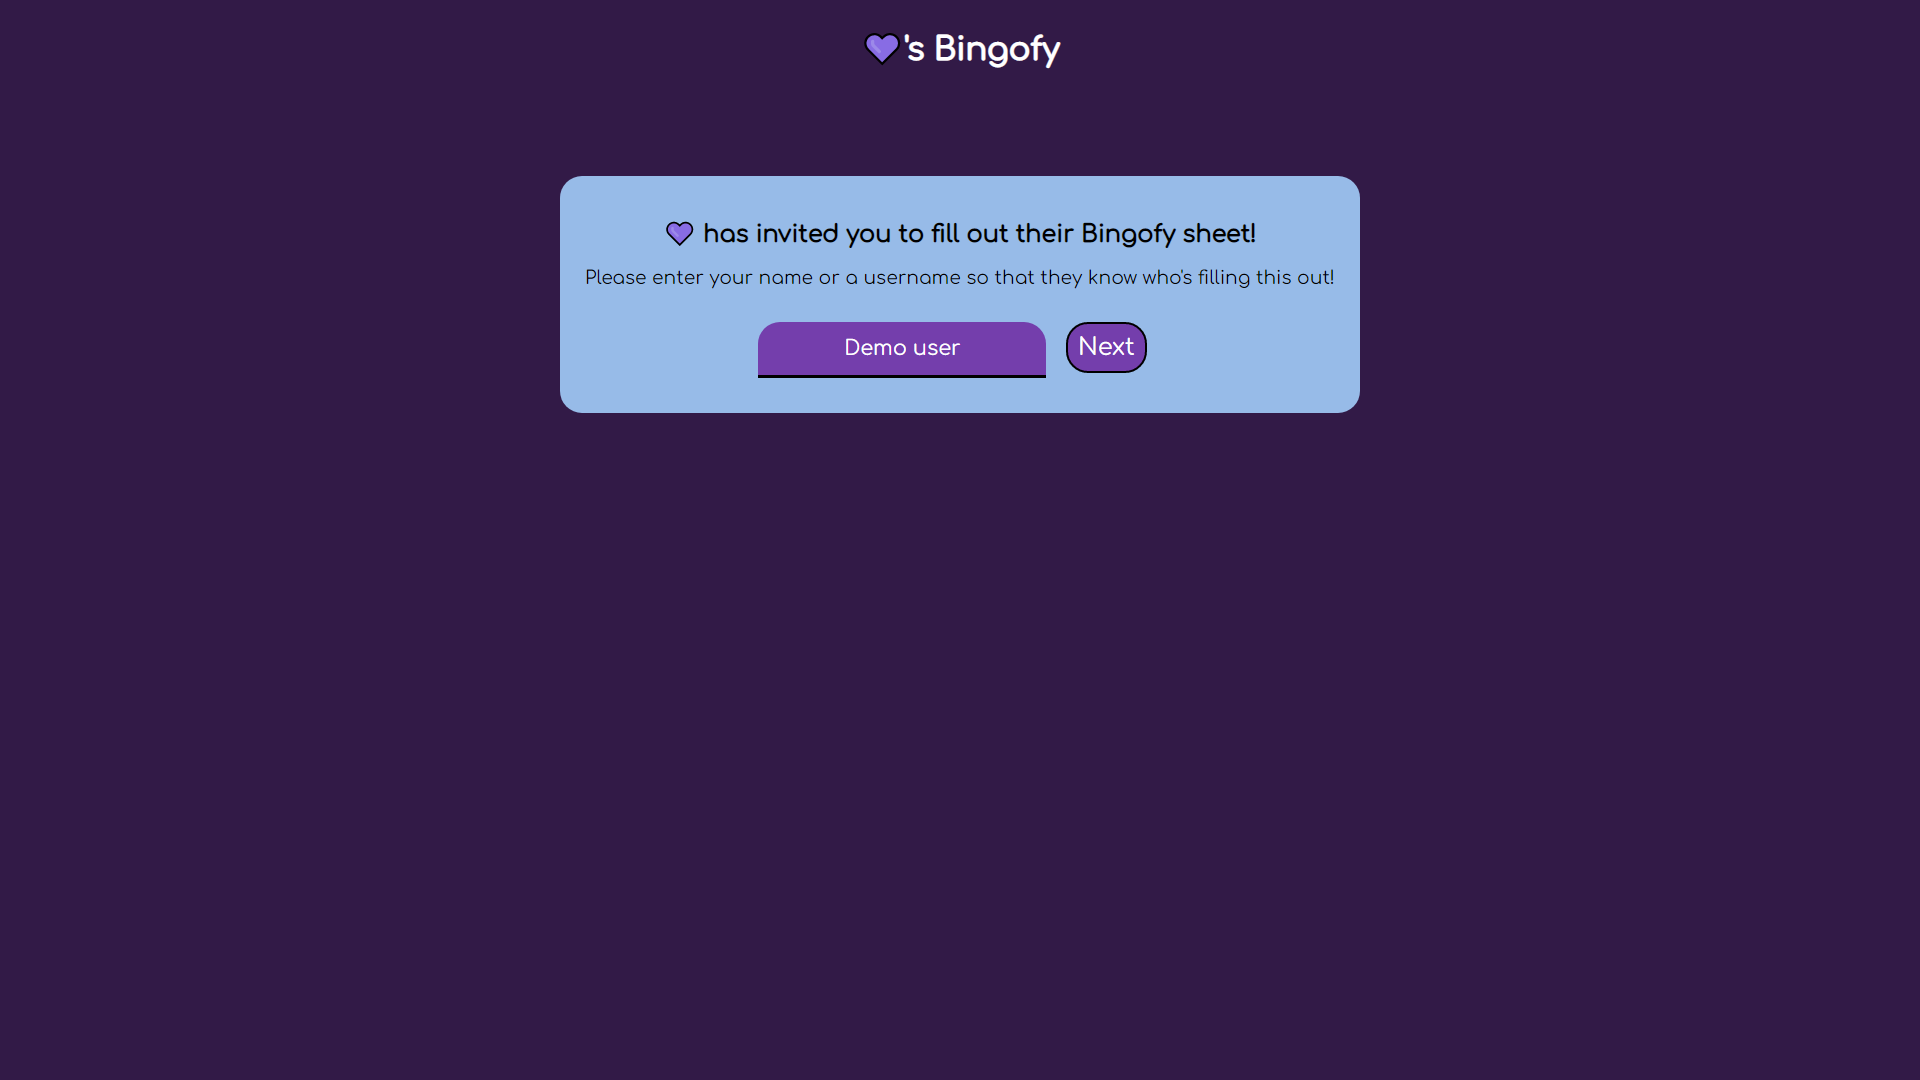 💜's Bingofy
💜 has invited you to fill out their Bingofy sheet!
Please enter your name or a username so that they know who's filling this out!
Demo user
Next